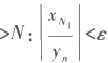 >N: |x_{N_1}/y_n| < ε